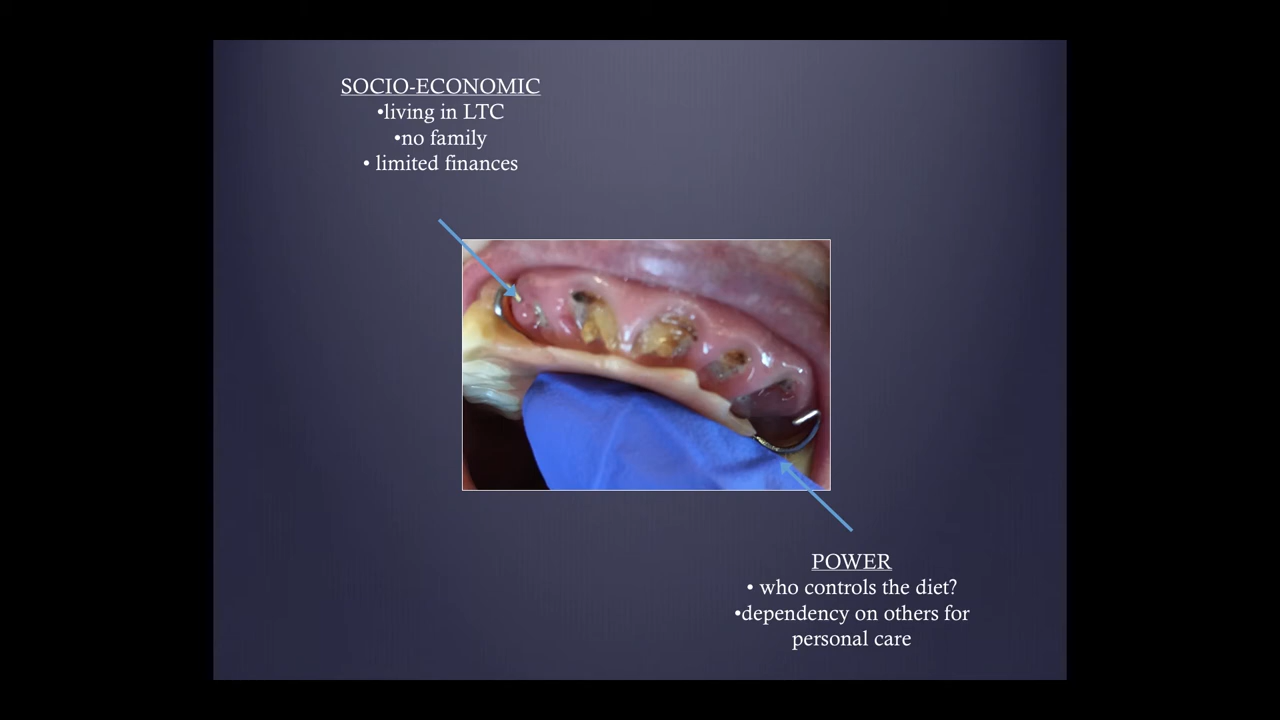 SOCIO-ECONOMIC
•living in LTC
•no family
• limited finances
POWER
• who controls the diet?
•dependency on others for
personal care